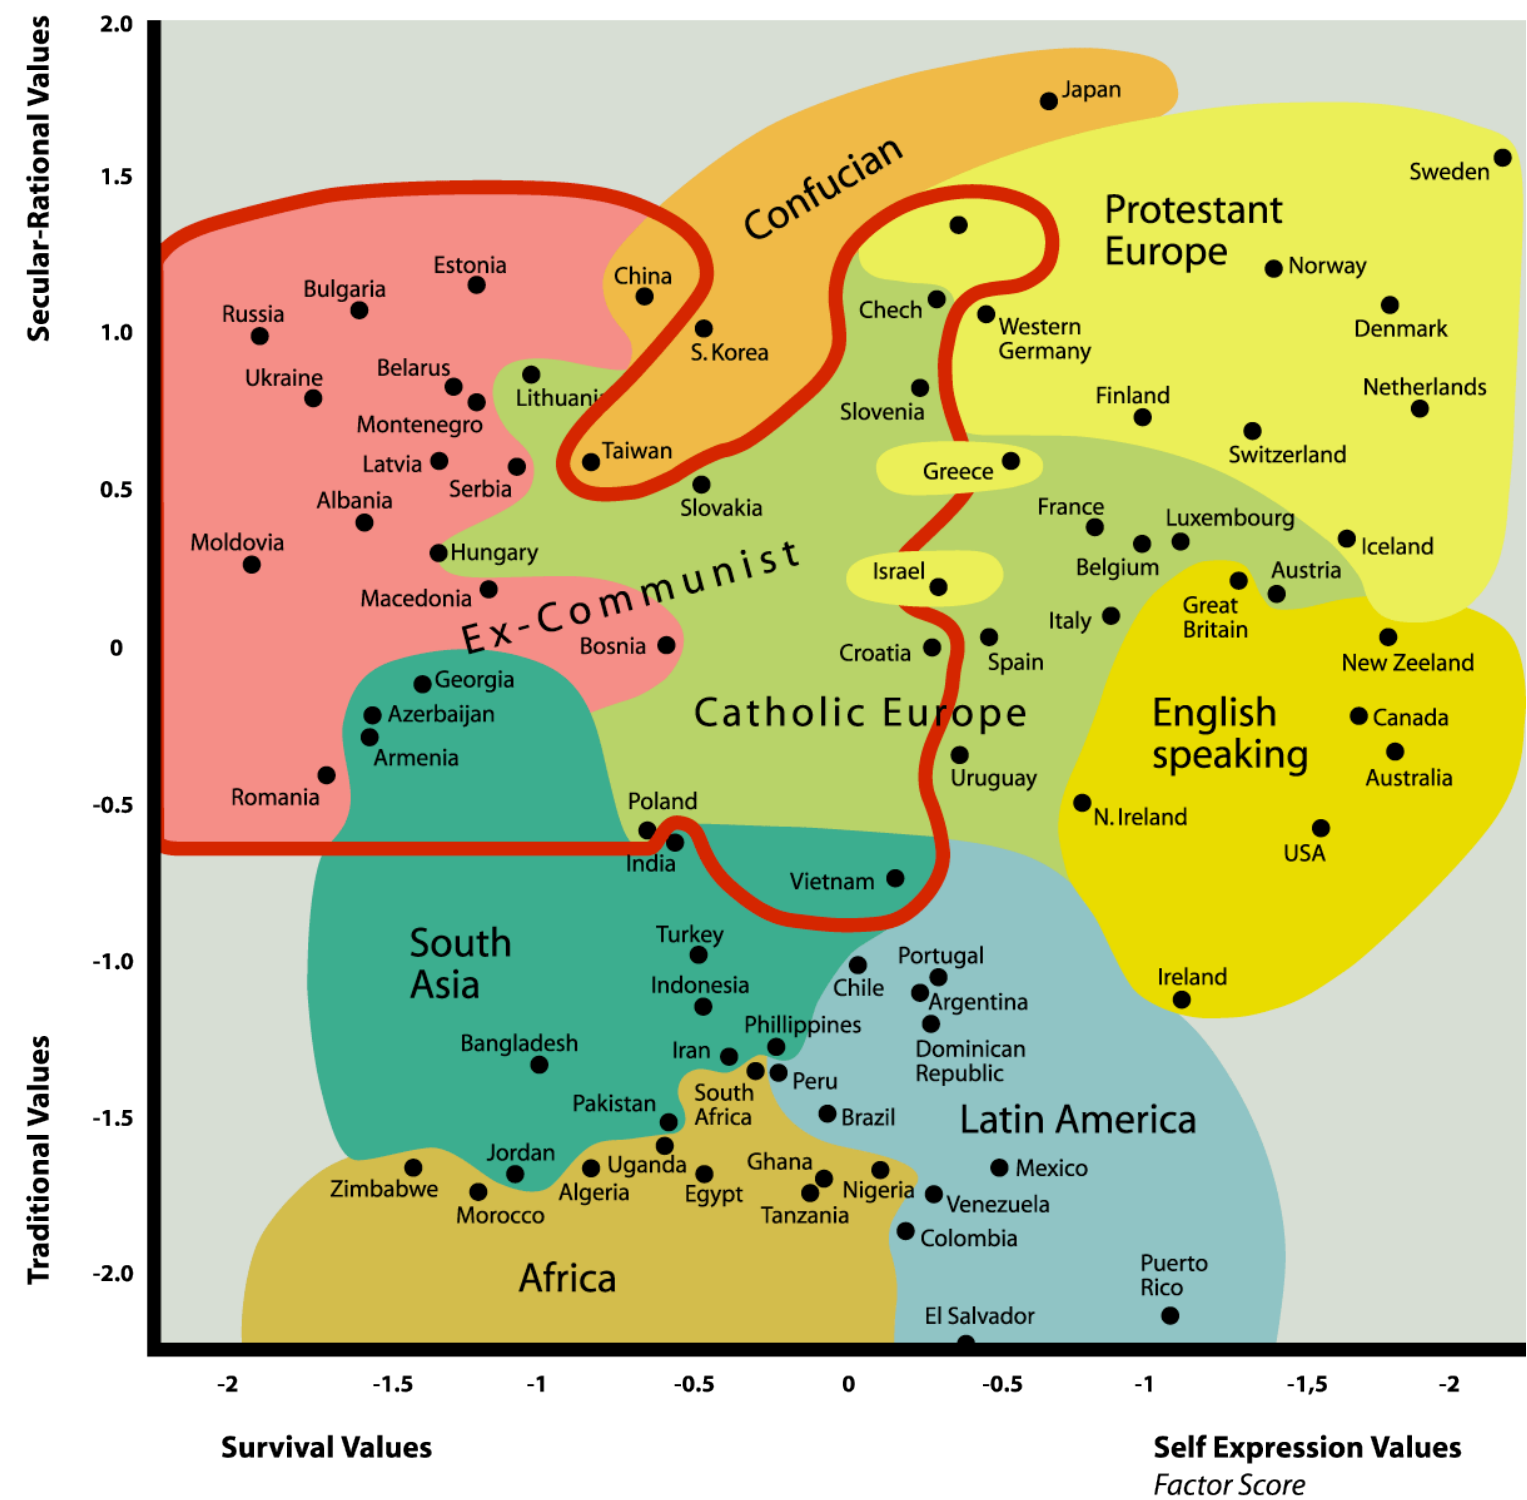 Secular-Rational Values
Traditional Values
2.0
1.5
1.0
0.5
0
-0.5
-1.0
-1.5
-2.0
Japan
Confucian
Sweden
Protestant
Europe
Norway
Estonia
China
Bulgaria
Russia
Chech
Denmark
S. Korea
Western
Germany
Belarus
Ukraine
Lithuani
Montenegro
Slovenia
Finland
Netherlands
Switzerland
Taiwan
Latvia
Serbia
Greece
Albania
Slovakia
France
Luxembourg
Moldovia
Hungary
Belgium
Iceland
Ex-Communist
Israel
Austria
Macedonia
Great
Britain
Italy
Bosnia
Croatia
Spain
New Zeeland
Georgia
Azerbaijan
Catholic Europe
English
speaking
Canada
Armenia
Uruguay
Australia
Romania
Poland
N. Ireland
India
USA
Vietnam
South
Asia
Turkey
Portugal
Ireland
Indonesia
Chile
Argentina
Phillippines
Bangladesh
Iran
Dominican
Republic
Peru
South
Africa
Pakistan
Brazil
Latin America
Jordan
Uganda
Ghana
Mexico
Zimbabwe
Algeria
Egypt
Nigeria
Morocco
Tanzania
Venezuela
Colombia
Africa
Puerto
Rico
El Salvador
-2
-1.5
-1
-0.5
0
-0.5
-1
-1,5
-2
Survival Values
Self Expression Values
Factor Score